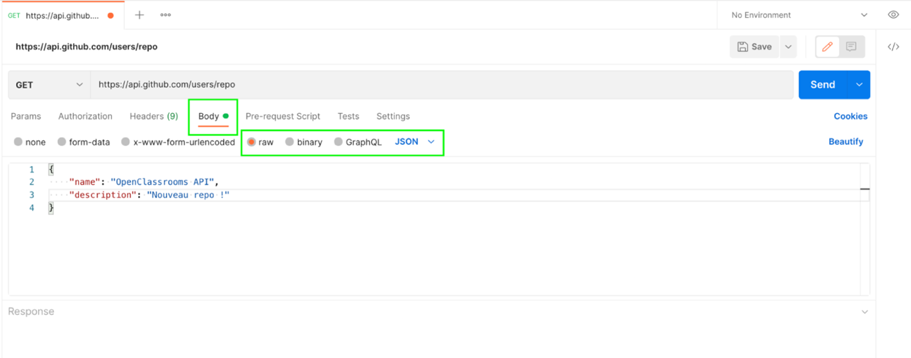 GET https://api.github.... + ••• No Environment
https://api.github.com/users/repo Save </>
GET https://api.github.com/users/repo Send
Params Authorization Headers (9) Body Pre-request Script Tests Settings Cookies
none form-data x-www-form-urlencoded raw binary GraphQL JSON Beautify
1 {
2 "name": "OpenClassrooms API",
3 "description": "Nouveau repo !"
4 }
Response